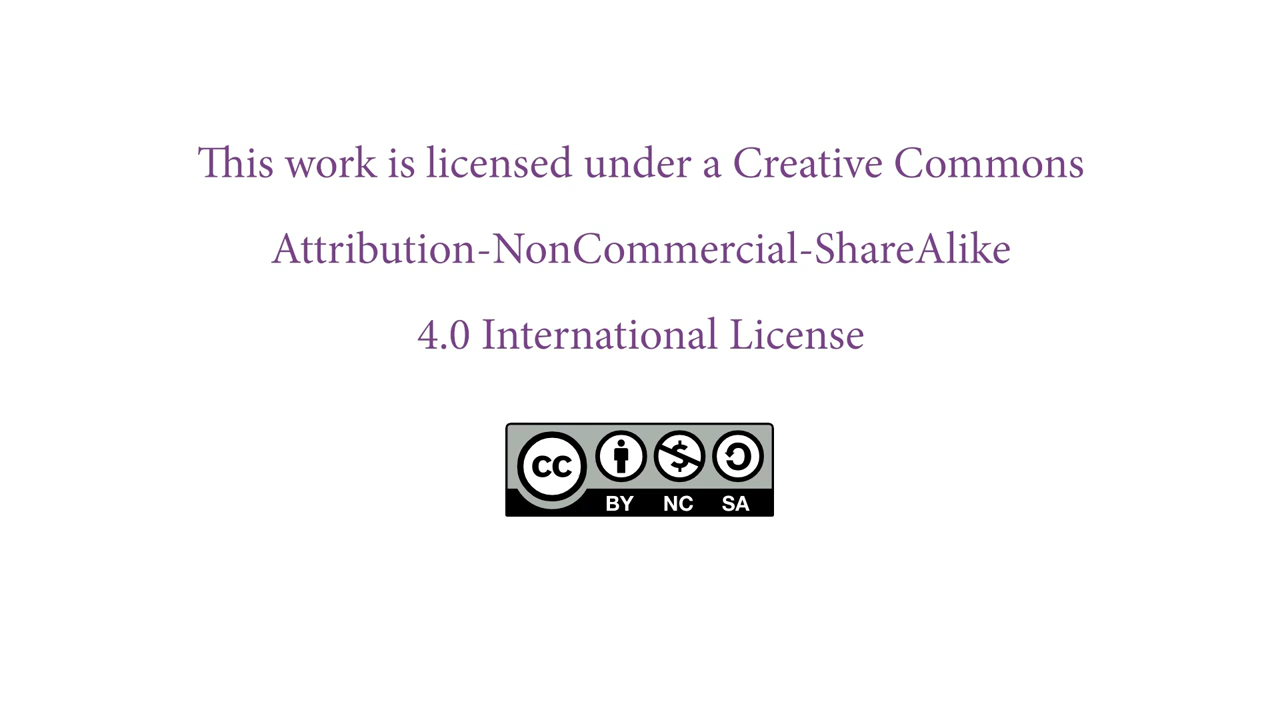 This work is licensed under a Creative Commons
Attribution-NonCommercial-ShareAlike
4.0 International License
cc
BY NC SA